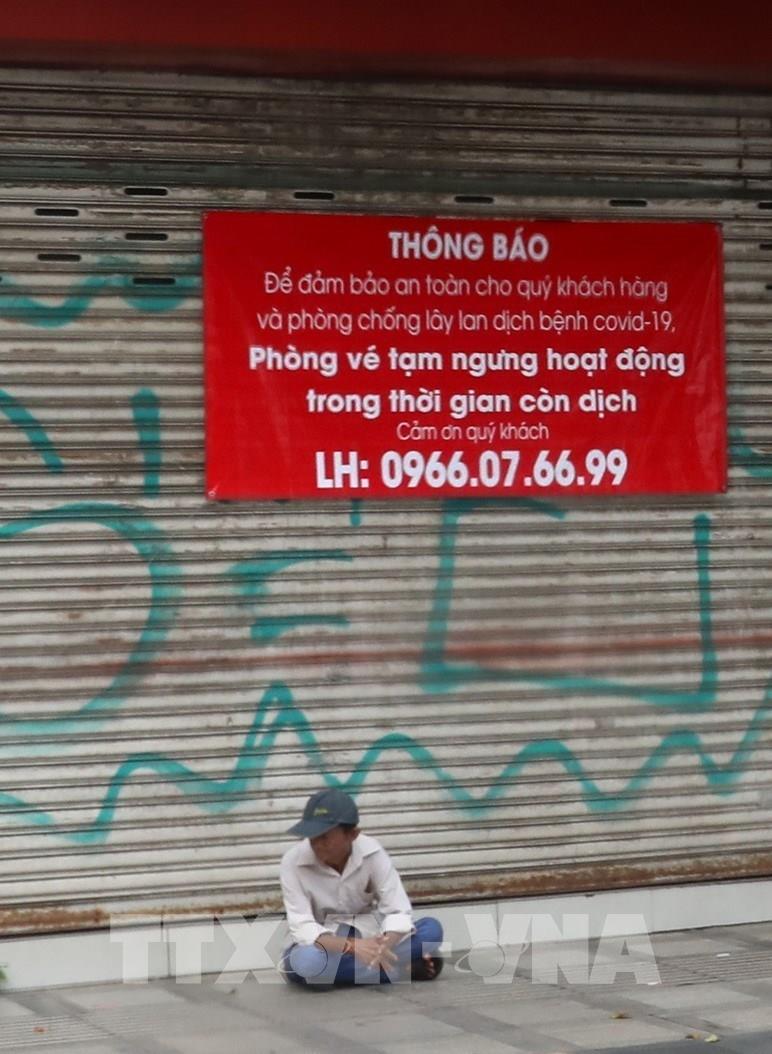 THÔNG BÁO
Để đảm bảo an toàn cho quý khách hàng
và phòng chống lây lan dịch bệnh covid-19,
Phòng vé tạm ngưng hoạt động
trong thời gian còn dịch
Cảm ơn quý khách
LH: 0966.07.66.99
TTXVN-VNA